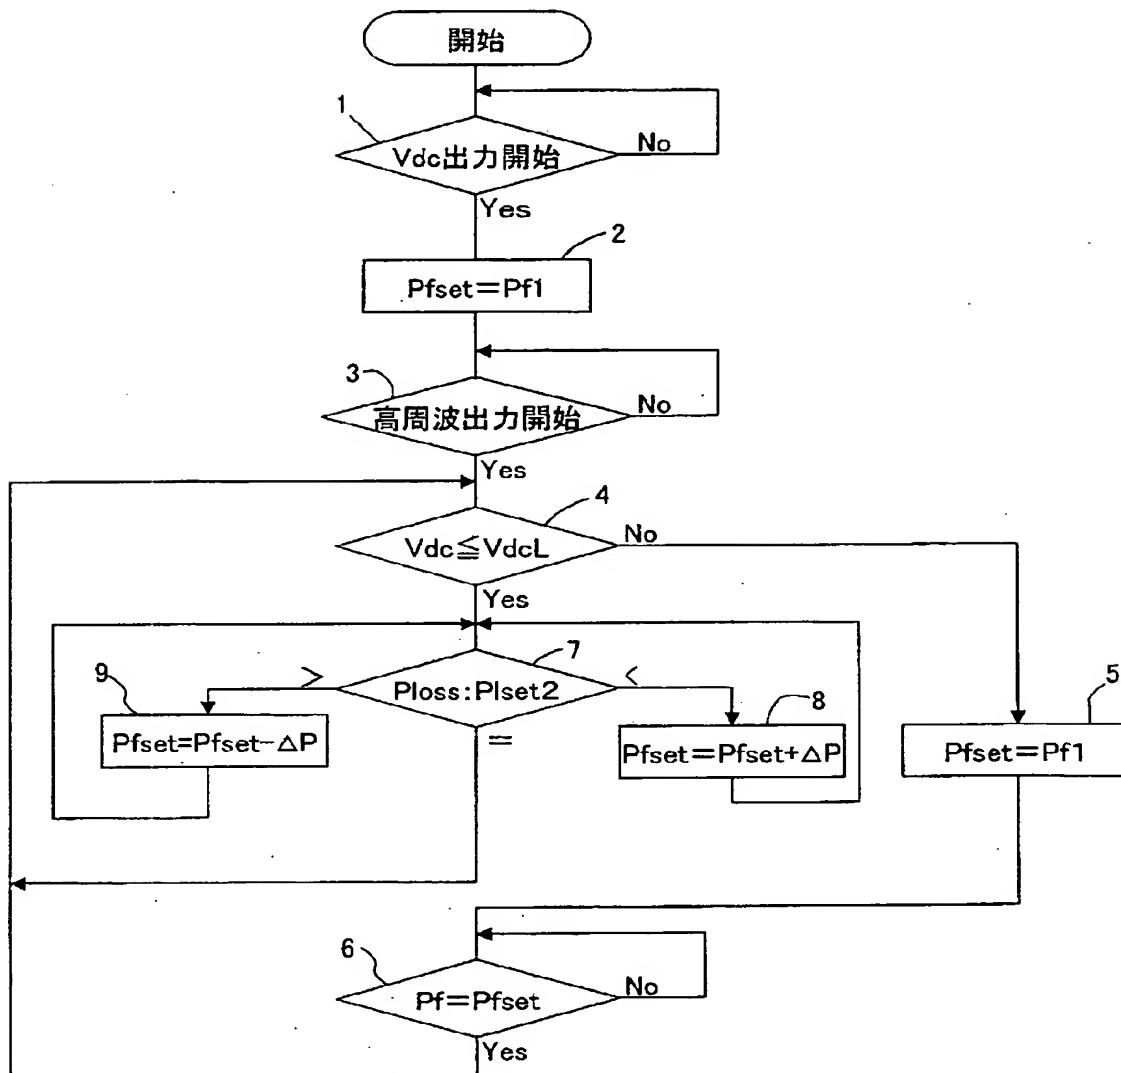 開始
1
Vdc出力開始
No
Yes
2
Pfset=Pf1
3
高周波出力開始
No
Yes
4
Vdc≦VdcL
No
Yes
7
>
Ploss:Plset2
<
=
9
Pfset=Pfset-ΔP
8
Pfset=Pfset+ΔP
5
Pfset=Pf1
6
Pf=Pfset
No
Yes